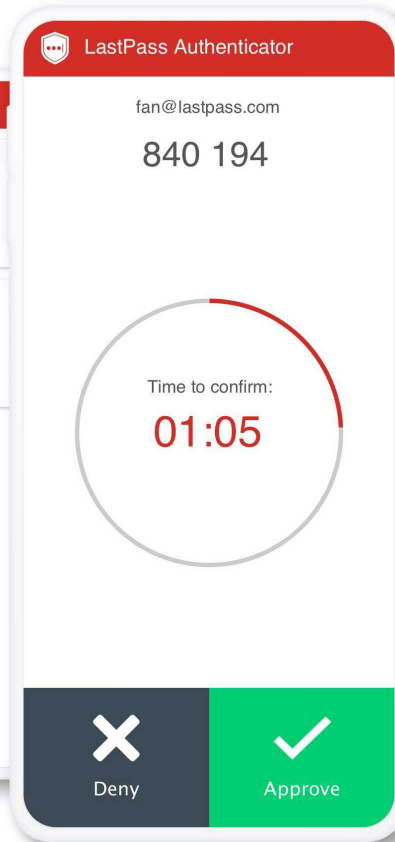 LastPass Authenticator
fan@lastpass.com
840 194
Time to confirm:
01:05
Deny
Approve